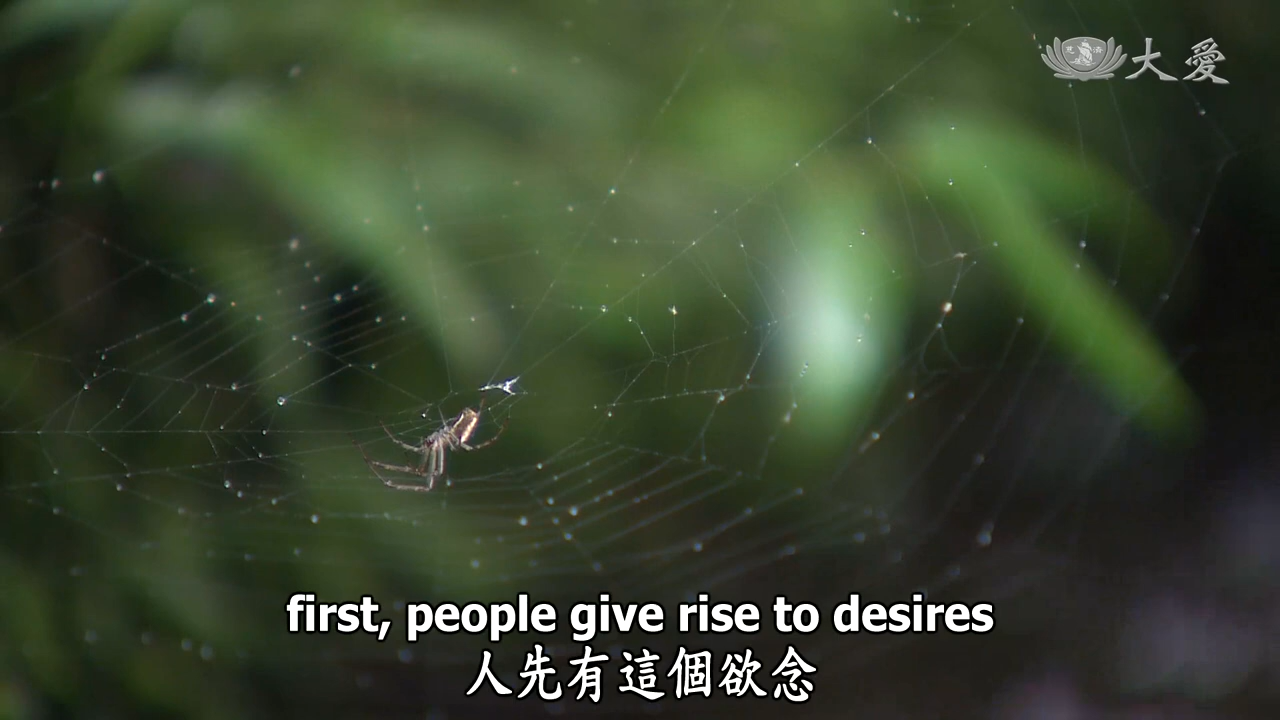 大愛
first, people give rise to desires
人先有這個欲念